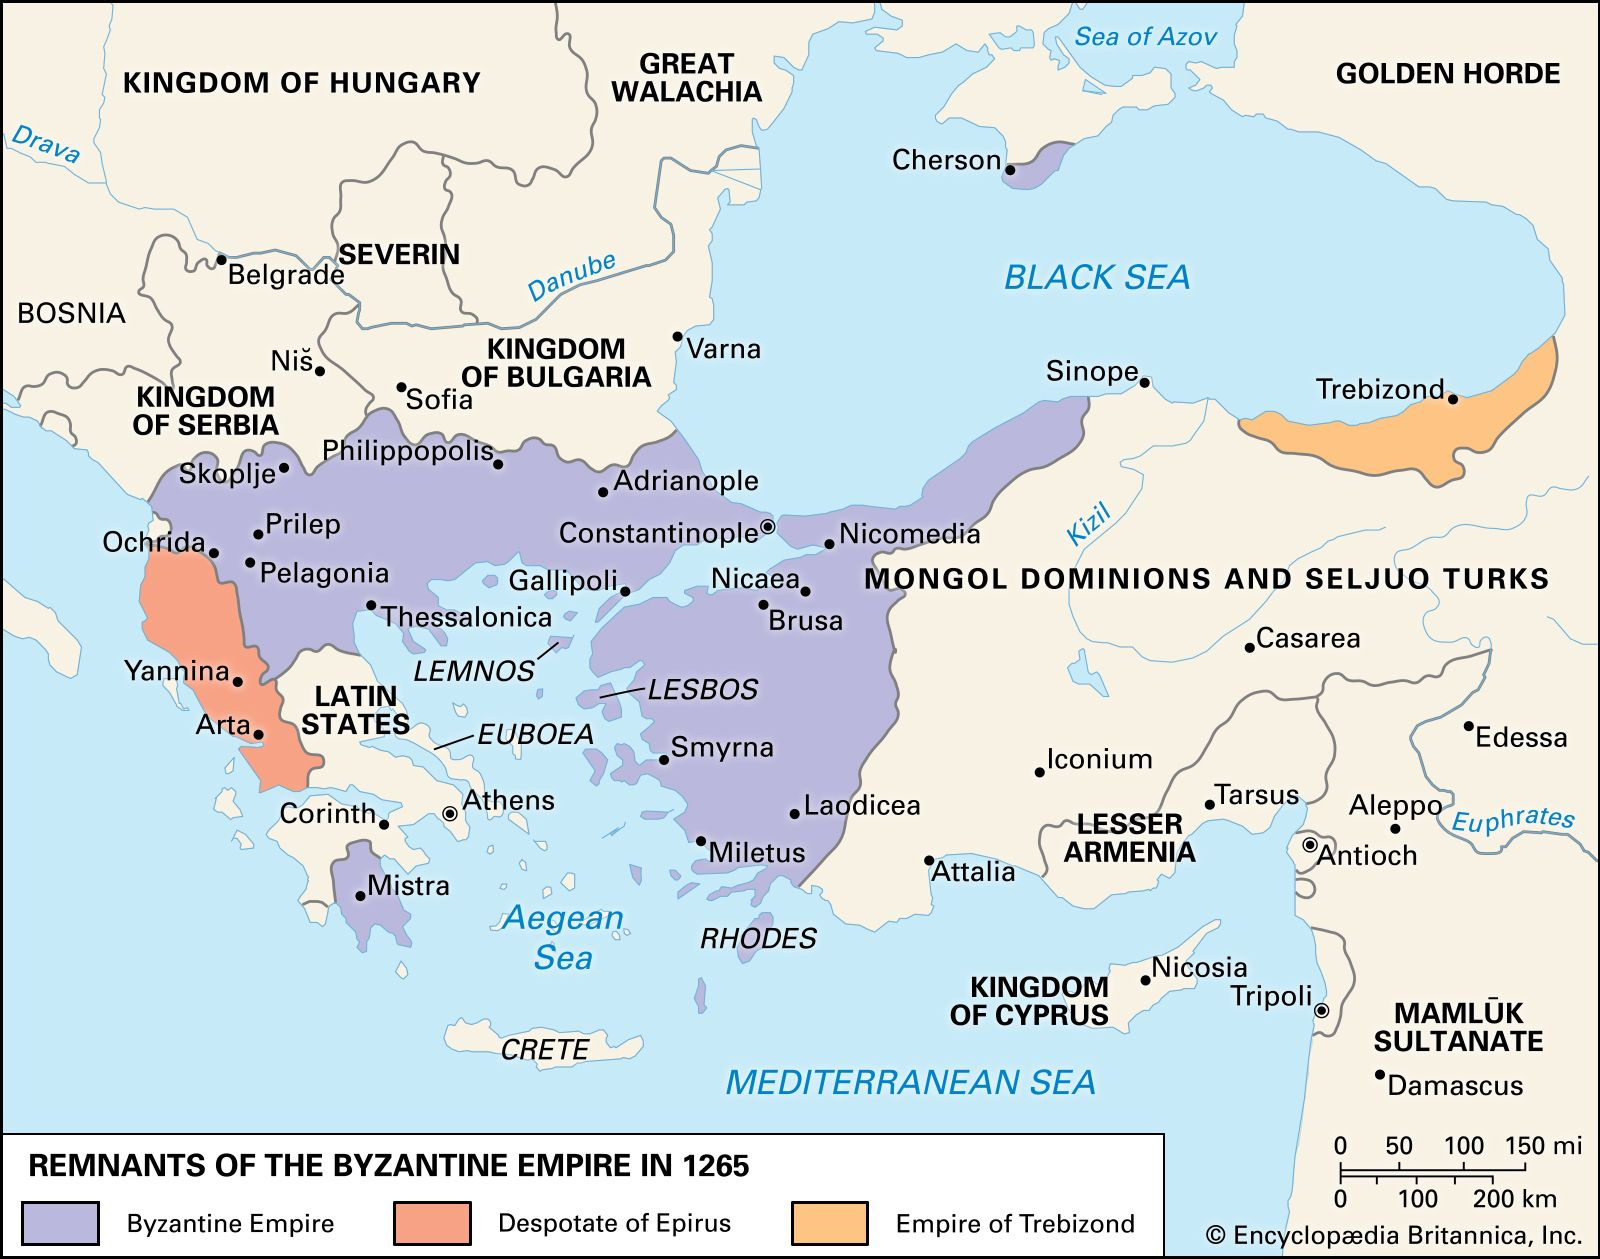 KINGDOM OF HUNGARY
GREAT
WALACHIA
Sea of Azov
GOLDEN HORDE
Drava
Cherson
SEVERIN
Belgrade
Danube
BLACK SEA
BOSNIA
Niš
KINGDOM
OF BULGARIA
Varna
Sofia
Sinope
Trebizond
KINGDOM
OF SERBIA
Philippopolis
Skoplje
Adrianople
Prilep
Constantinople
Nicomedia
Kizil
Ochrida
Pelagonia
Gallipoli
Nicaea
MONGOL DOMINIONS AND SELJUO TURKS
Thessalonica
Brusa
Casarea
LEMNOS
Yannina
LESBOS
LATIN
STATES
Arta
EUBOEA
Smyrna
Edessa
Iconium
Athens
Laodicea
Tarsus
Aleppo
Corinth
Euphrates
LESSER
ARMENIA
Miletus
Antioch
Attalia
Mistra
Aegean
Sea
RHODES
Nicosia
KINGDOM
OF CYPRUS
Tripoli
MAMLŪK
SULTANATE
CRETE
MEDITERRANEAN SEA
Damascus
REMNANTS OF THE BYZANTINE EMPIRE IN 1265
Byzantine Empire
Despotate of Epirus
Empire of Trebizond
0 50 100 150 mi
0 100 200 km
© Encyclopædia Britannica, Inc.